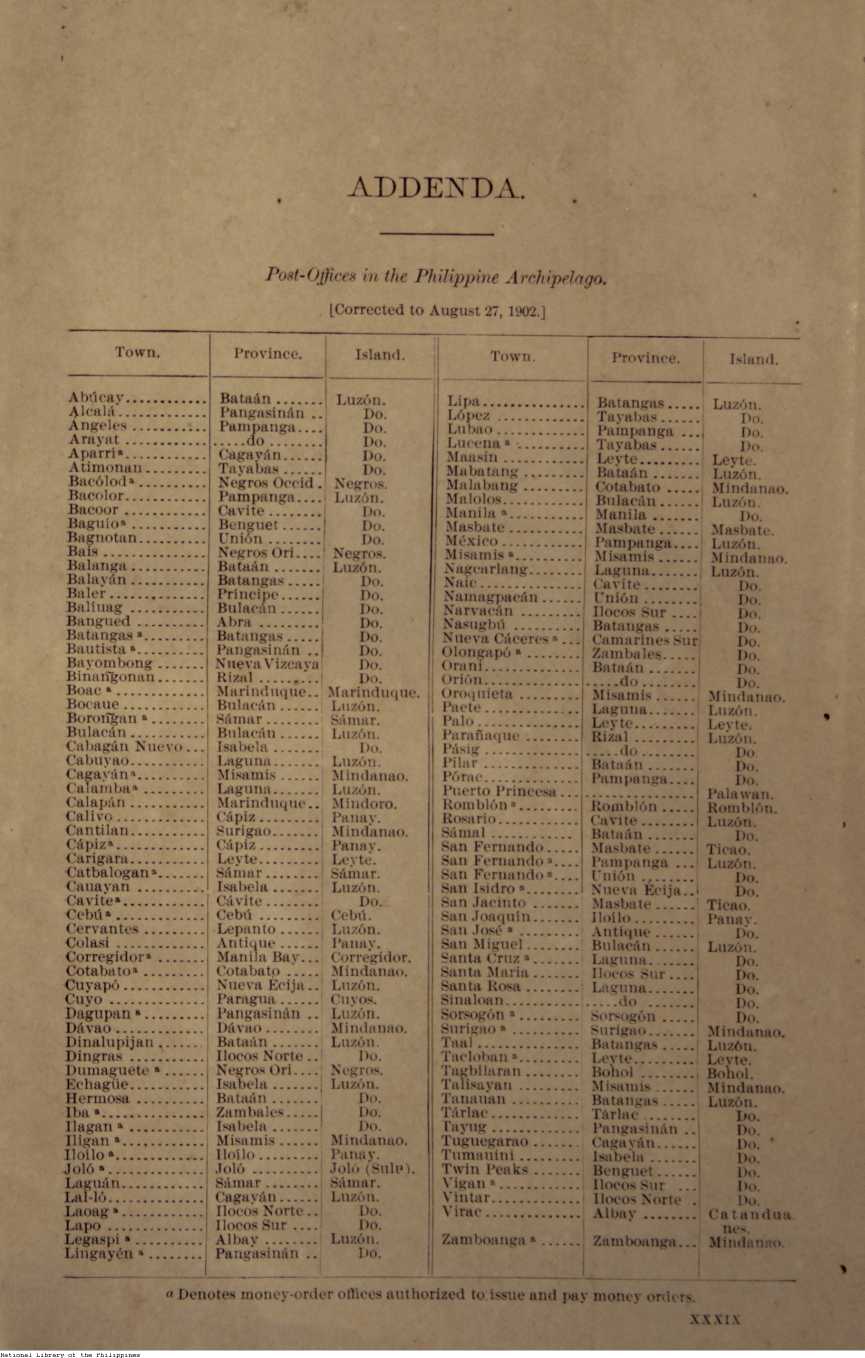 ADDENDA.
Post-Offices in the Philippine Archipelago.
[Corrected to August 27, 1902.]
Town. Province. Island.
Abúcay Bataán Luzón.
Alcalá Pangasinán Do.
Angeles Pampanga Do.
Arayat do Do.
Aparri a Cagayán Do.
Atimonan Tayabas Do.
Bacólod a Negros Occid. Negros.
Bacolor Pampanga Luzón.
Bacoor Cavite Do.
Baguio a Benguet Do.
Bagnotan Unión Do.
Bais Negros Ori Negros.
Balanga Bataán Luzón.
Balayán Batangas Do.
Baler Principe Do.
Baliuag Bulacán Do.
Bangued Abra Do.
Batangas a Batangas Do.
Bautista a Pangasinán Do.
Bayombong Nueva Vizcaya Do.
Binañgonan Rizal Do.
Boac a Marinduque Marinduque.
Bocaue Bulacán Luzón.
Boroñgan a Sámar Sámar.
Bulacán Bulacán Luzón.
Cabagán Nuevo Isabela Do.
Cabuyao Laguna Luzón.
Cagayán a Misamis Mindanao.
Calamba a Laguna Luzón.
Calapán Marinduque Mindoro.
Calivo Cápiz Panay.
Cantilan Surigao Mindanao.
Cápiz a Cápiz Panay.
Carigara Leyte Leyte.
Catbalogan a Sámar Sámar.
Cauayan Isabela Luzón.
Cavite a Cávite Do.
Cebú a Cebú Cebú.
Cervantes Lepanto Luzón.
Colasi Antique Panay.
Corregidor a Manila Bay Corregidor.
Cotabato a Cotabato Mindanao.
Cuyapó Nueva Ecija Luzón.
Cuyo Paragua Cuyos.
Dagupan a Pangasinán Luzón.
Dávao Dávao Mindanao.
Dinalupijan Bataán Luzón.
Dingras Ilocos Norte Do.
Dumaguete a Negros Ori Negros.
Echagüe Isabela Luzón.
Hermosa Bataán Do.
Iba a Zambales Do.
Ilagan a Isabela Do.
Iligan a Misamis Mindanao.
Iloílo a Iloílo Panay.
Joló a Joló Joló (Sulu).
Laguán Sámar Sámar.
Lal-ló Cagayán Luzón.
Laoag a Ilocos Norte Do.
Lapo Ilocos Sur Do.
Legaspi a Albay Luzón.
Lingayén a Pangasinán Do.
Town. Province. Island.
Lipa Batangas Luzón.
López Tayabas Do.
Lubao Pampanga Do.
Lucena a Tayabas Do.
Maasin Leyte Leyte.
Mabatang Bataán Luzón.
Malabang Cotabato Mindanao.
Malolos Bulacán Luzón.
Manila a Manila Do.
Masbate Masbate Masbate.
México Pampanga Luzón.
Misamis a Misamis Mindanao.
Nagcarlang Laguna Luzón.
Naic Cavite Do.
Namagpacán Unión Do.
Narvacán Ilocos Sur Do.
Nasugbú Batangas Do.
Nueva Cáceres a Camarines Sur Do.
Olongapó a Zambales Do.
Oraní Bataán Do.
Orión do Do.
Oroquieta Misamis Mindanao.
Paete Laguna Luzón.
Palo Leyte Leyte.
Parañaque Rizal Luzón.
Pásig do Do
Pilar Bataán Do.
Pórac Pampanga Do.
Puerto Princesa Palawan.
Romblón a Romblón Romblón.
Rosario Cavite Luzón.
Sámal Bataán Do.
San Fernando Masbate Ticao.
San Fernando a Pampanga Luzón.
San Fernando a Unión Do.
San Isidro a Nueva Ecija Do.
San Jacinto Masbate Ticao.
San Joaquin Iloílo Panay.
San José a Antique Do.
San Miguel Bulacán Luzón.
Santa Cruz a Laguna Do.
Santa María Ilocos Sur Do.
Santa Rosa Laguna Do.
Sinaloan do Do.
Sorsogón a Sorsogón Do.
Surigao a Surigao Mindanao.
Taal Batangas Luzón.
Tacloban a Leyte Leyte.
Tagbilaran Bohol Bohol.
Talisayan Misamis Mindanao.
Tanauan Batangas Luzón.
Tárlac Tárlac Do.
Tayug Pangasinán Do.
Tuguegarao Cagayán Do.
Tumauini Isabela Do.
Twin Peaks Benguet Do.
Vigan a Ilocos Sur Do.
Vintar Ilocos Norte Do.
Virac Albay Catandua
nes.
Zamboanga a Zamboanga Mindanao.
a Denotes money-order offices authorized to issue and pay money orders.
XXXIX
National Library of the Philippines